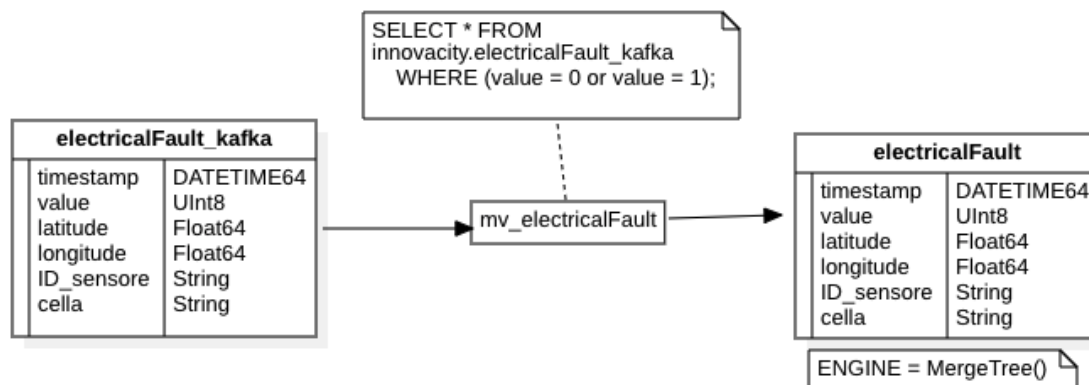 SELECT * FROM
innovacity.electricalFault_kafka
WHERE (value = 0 or value = 1);
electricalFault_kafka
timestamp DATETIME64
value UInt8
latitude Float64
longitude Float64
ID_sensore String
cella String
mv_electricalFault
electricalFault
timestamp DATETIME64
value UInt8
latitude Float64
longitude Float64
ID_sensore String
cella String
ENGINE = MergeTree()